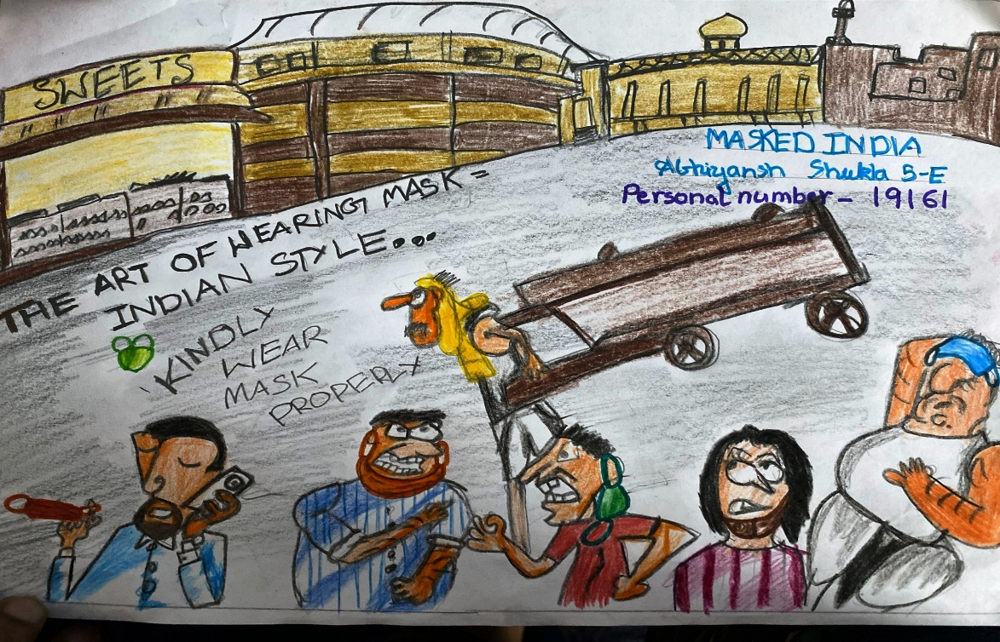 SWEETS
MASKED INDIA
Abhiyansh Shukla 5-E
Personal number - 19161
THE ART OF WEARING MASK =
INDIAN STYLE...
KINDLY
WEAR
MASK
PROPERLY